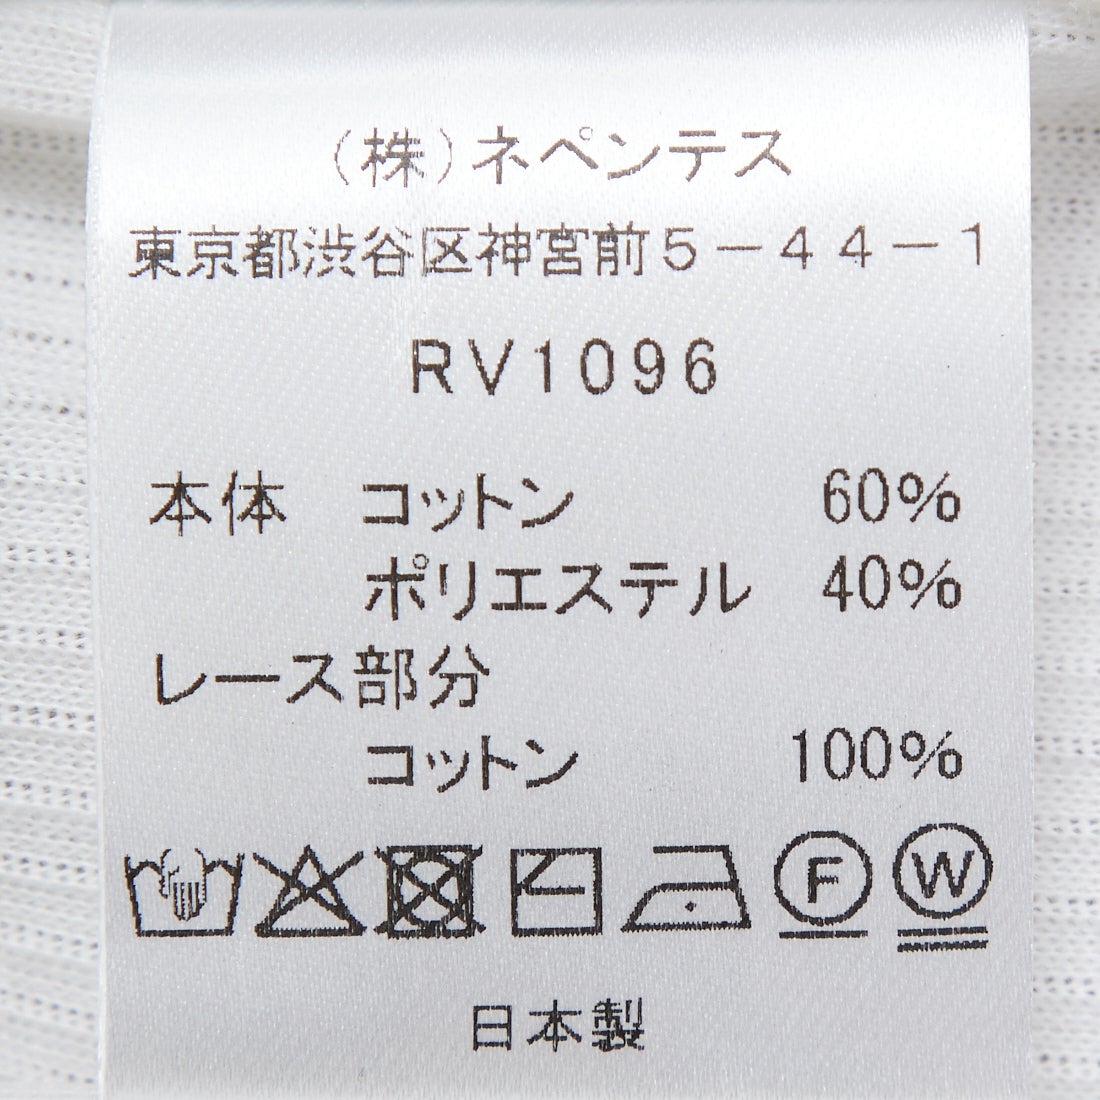 (株)ネペンテス
東京都渋谷区神宮前5-44-1
RV1096
本体 コットン 60%
ポリエステル 40%
レース部分
コットン 100%
F W
日本製